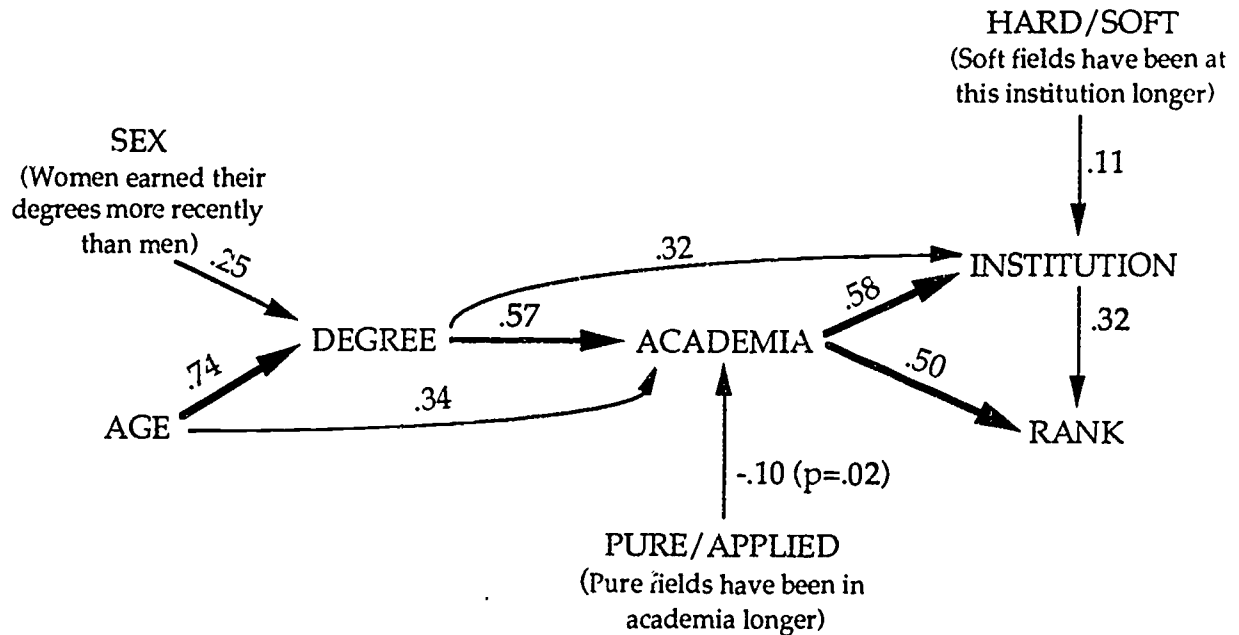 HARD/SOFT
(Soft fields have been at
this institution longer)
SEX
(Women earned their
degrees more recently
than men)
.11
.25
.32
INSTITUTION
.58
.32
DEGREE
.57
ACADEMIA
.74
.50
.34
AGE
RANK
-.10 (p=.02)
PURE/APPLIED
(Pure fields have been in
academia longer)